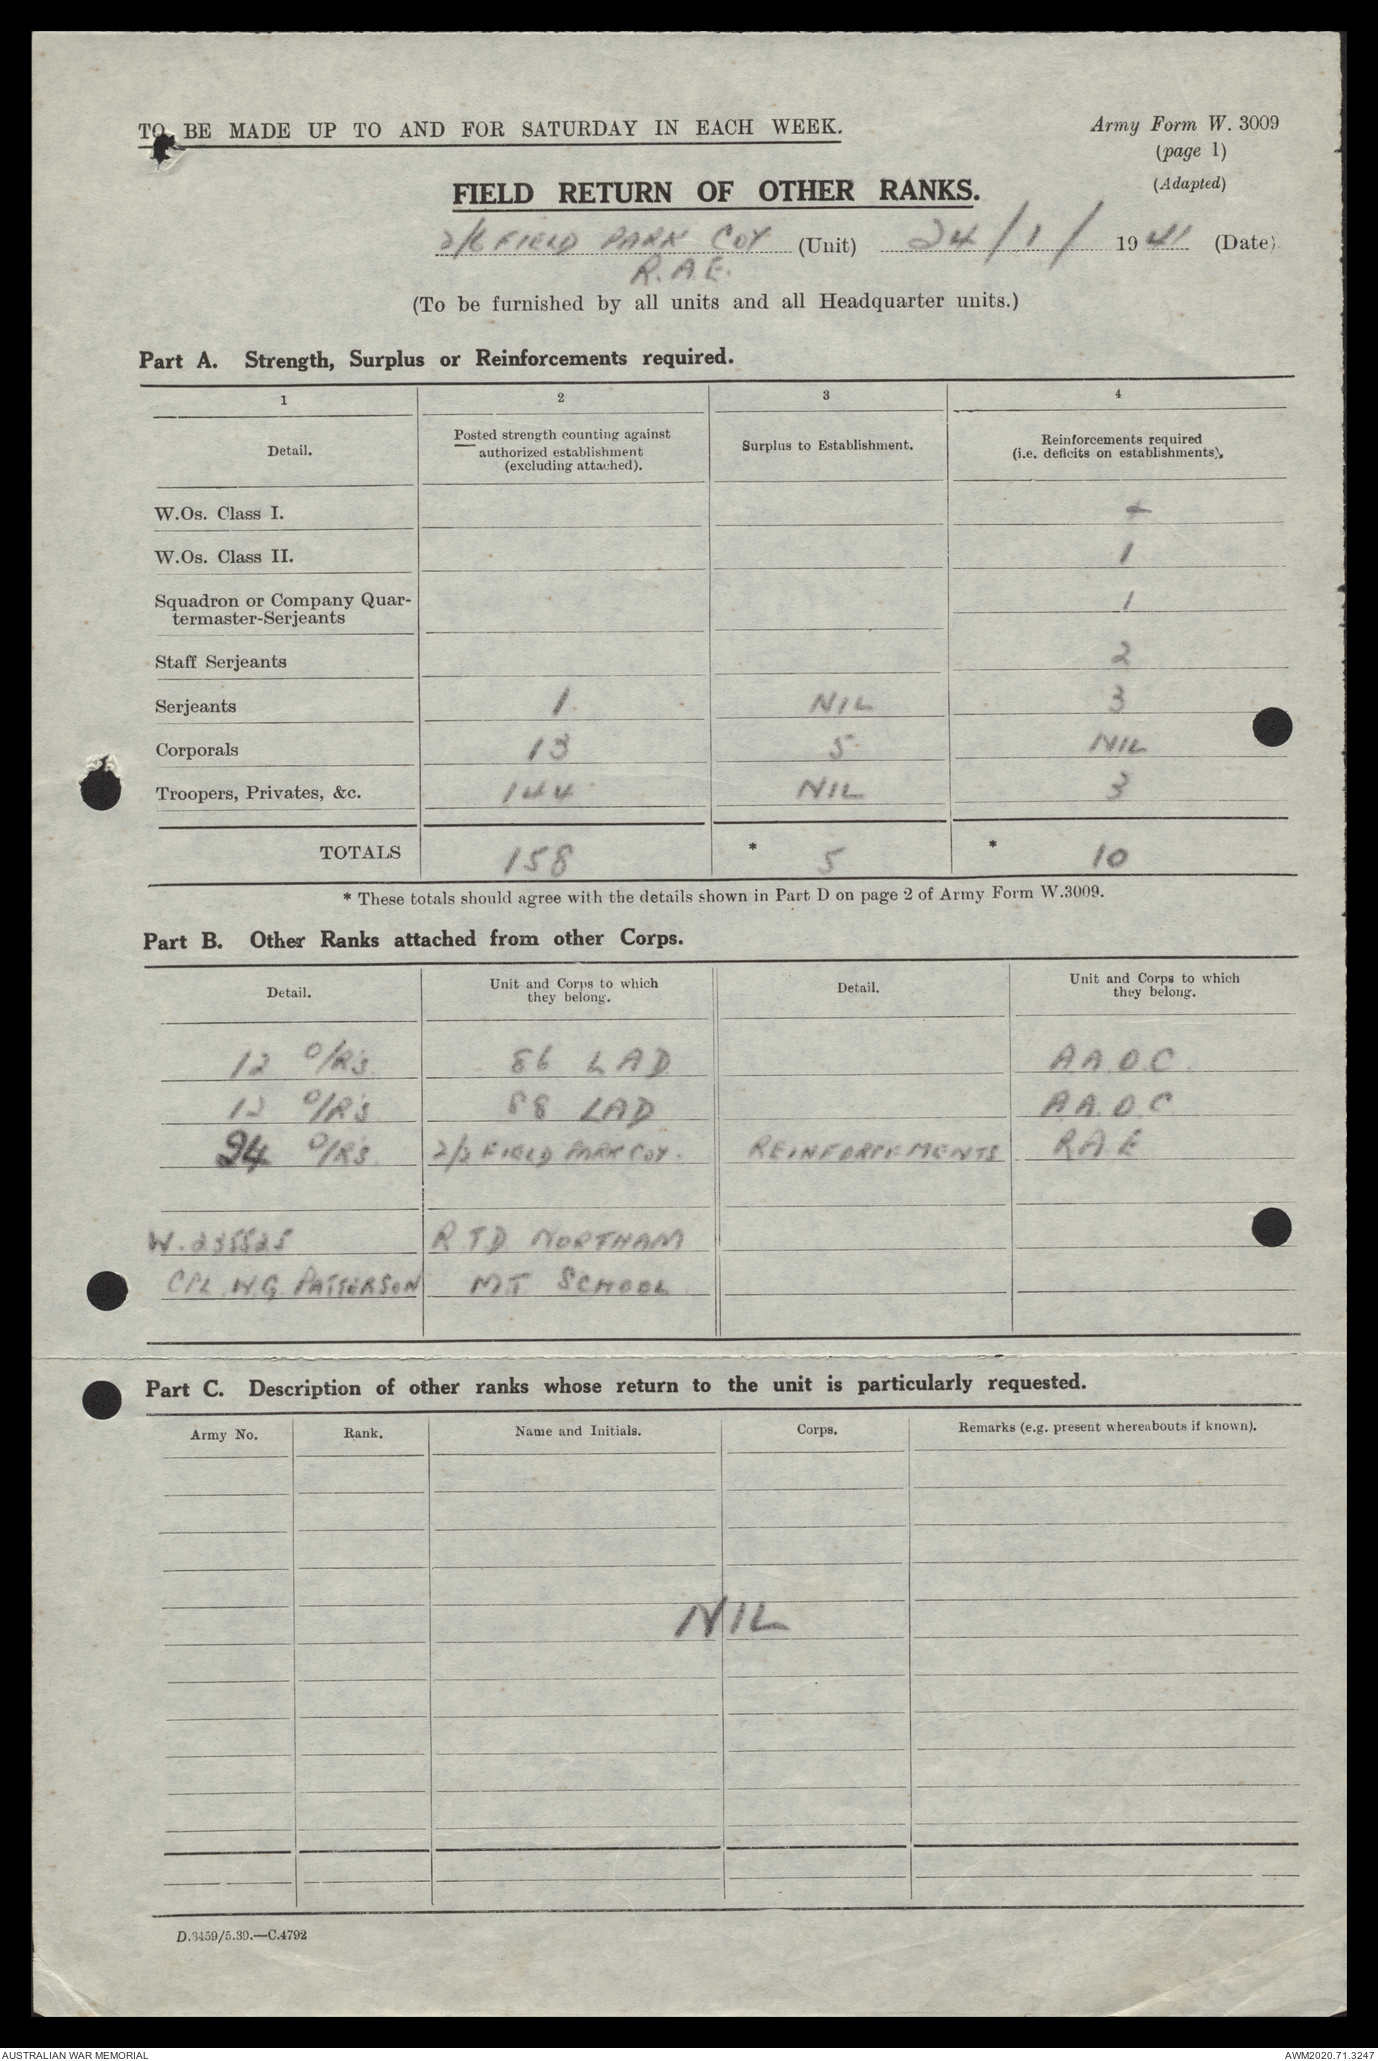 TO BE MADE UP TO AND FOR SATURDAY IN EACH WEEK.
Army Form W. 3009
(page 1)
(Adapted)
FIELD RETURN OF OTHER RANKS.
FIELD PARK COY (Unit) 24/1/1941 (Date)
R.A.E.
(To be furnished by all units and all Headquarter units.)
Part A. Strength, Surplus or Reinforcements required.
1 2 3 4
Detail. Posted strength counting against authorized establishment (excluding attached). Surplus to Establishment. Reinforcements required (i.e. deficits on establishments).
W.Os. Class I. -
W.Os. Class II. 1
Squadron or Company Quar-
termaster-Serjeants 1
Staff Serjeants 2
Serjeants 1 NIL 3
Corporals 13 5 NIL
Troopers, Privates, &c. 144 NIL 3
TOTALS 158 * 5 * 10
* These totals should agree with the details shown in Part D on page 2 of Army Form W.3009.
Part B. Other Ranks attached from other Corps.
Detail. Unit and Corps to which they belong. Detail. Unit and Corps to which they belong.
12 O/R's 86 LAD A A.O.C.
12 O/R's 88 LAD A A.O.C
O/R's FIELD PARK COY. REINFORCEMENTS R A E
W. R T D NORTHAM
CPL W.G. PATTERSON M.T SCHOOL
Part C. Description of other ranks whose return to the unit is particularly requested.
Army No. Rank. Name and Initials. Corps. Remarks (e.g. present whereabouts if known).
NIL
D.3459/5.39.—C.4792
AUSTRALIAN WAR MEMORIAL
AWM2020.71.3247